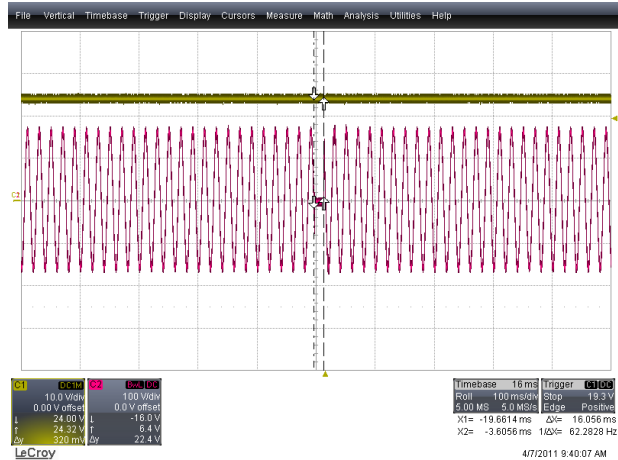 File Vertical Timebase Trigger Display Cursors Measure Math Analysis Utilities Help
C2
C1 DC1M
10.0 V/div
0.00 V offset
↓ 24.00 V
↑ 24.32 V
Δy 320 mV
C2 BwL DC
100 V/div
0.0 V offset
-16.0 V
6.4 V
Δy 22.4 V
Timebase 16 ms
Roll 100 ms/div
5.00 MS 5.0 MS/s
Trigger C1 DC
Stop 19.3 V
Edge Positive
X1= -19.6614 ms ΔX= 16.056 ms
X2= -3.6056 ms 1/ΔX= 62.2828 Hz
LeCroy
4/7/2011 9:40:07 AM